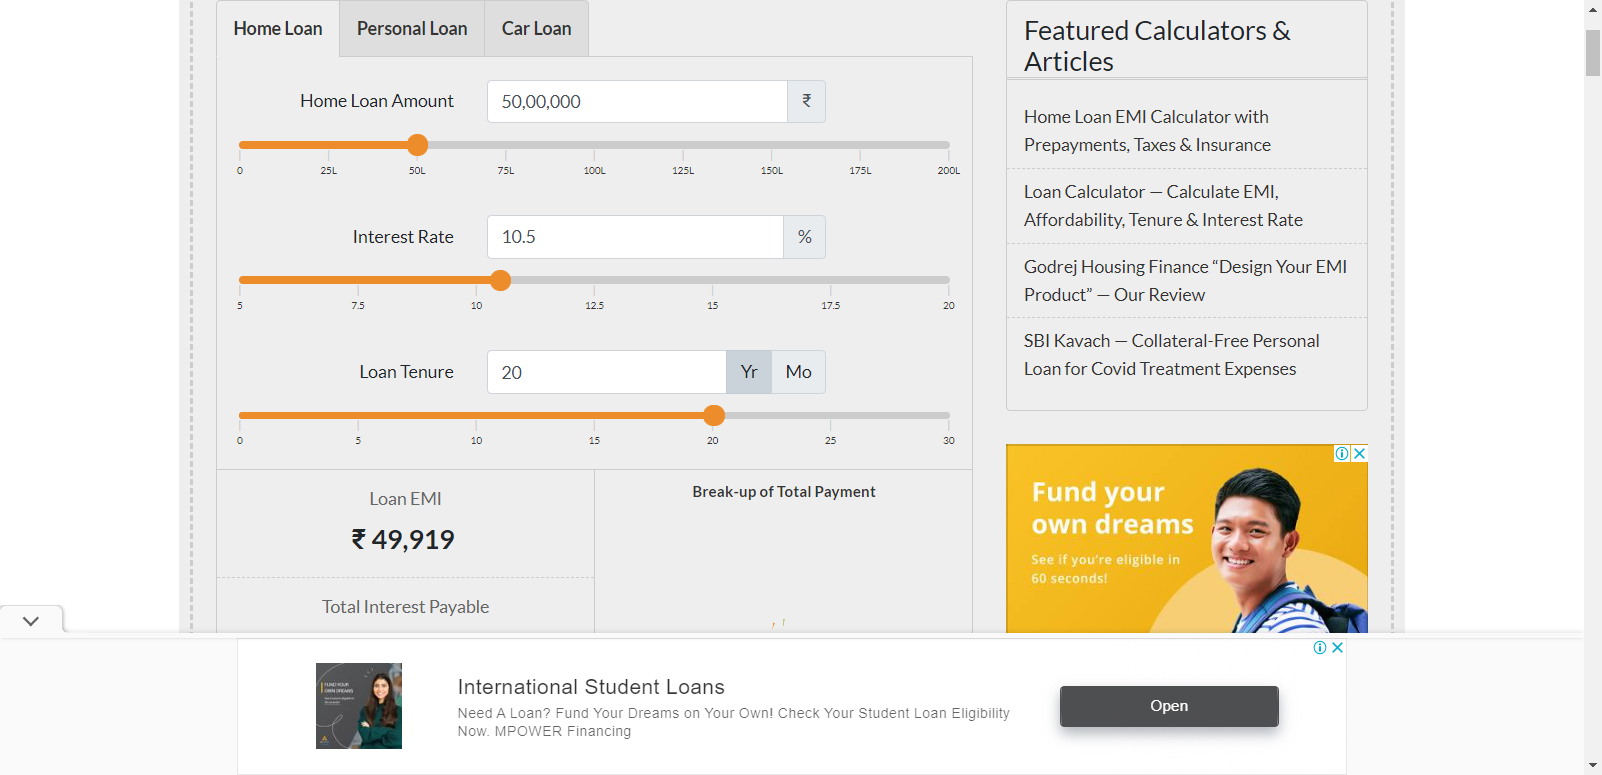 Home Loan
Personal Loan
Car Loan
Home Loan Amount
50,00,000
₹
0
25L
50L
75L
100L
125L
150L
175L
200L
Interest Rate
10.5
%
5
7.5
10
12.5
15
17.5
20
Loan Tenure
20
Yr
Mo
0
5
10
15
20
25
30
Loan EMI
₹ 49,919
Total Interest Payable
Break-up of Total Payment
Featured Calculators &
Articles
Home Loan EMI Calculator with
Prepayments, Taxes & Insurance
Loan Calculator — Calculate EMI,
Affordability, Tenure & Interest Rate
Godrej Housing Finance “Design Your EMI
Product” — Our Review
SBI Kavach — Collateral-Free Personal
Loan for Covid Treatment Expenses
Fund your
own dreams
See if you're eligible in
60 seconds!
FUND YOUR
OWN DREAMS
International Student Loans
Need A Loan? Fund Your Dreams on Your Own! Check Your Student Loan Eligibility
Now. MPOWER Financing
Open